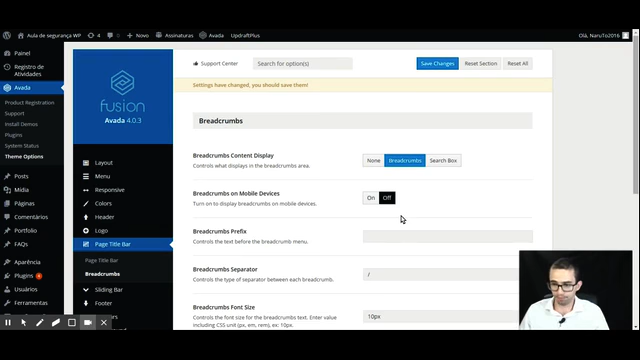 Aula de segurança WP 4 0 Novo Assinaturas Avada UpdraftPlus Olá, NaruTo2016
Painel
Registro de Atividades
Avada
Product Registration
Support
Install Demos
Plugins
System Status
Theme Options
Posts
Mídia
Páginas
Comentários
Portfolio
FAQs
Aparência
Plugins 4
Usuários
Ferramentas
fusion
Avada 4.0.3
Layout
Menu
Responsive
Colors
Header
Logo
Page Title Bar
Page Title Bar
Breadcrumbs
Sliding Bar
Footer
Support Center Search for option(s) Save Changes Reset Section Reset All
Settings have changed, you should save them!
Breadcrumbs
Breadcrumbs Content Display
Controls what displays in the breadcrumbs area.
None Breadcrumbs Search Box
Breadcrumbs on Mobile Devices
Turn on to display breadcrumbs on mobile devices.
On Off
Breadcrumbs Prefix
Controls the text before the breadcrumb menu.
Breadcrumbs Separator
Controls the type of separator between each breadcrumb.
/
Breadcrumbs Font Size
Controls the font size for the breadcrumbs text. Enter value
including CSS unit (px, em, rem), ex: 10px.
10px